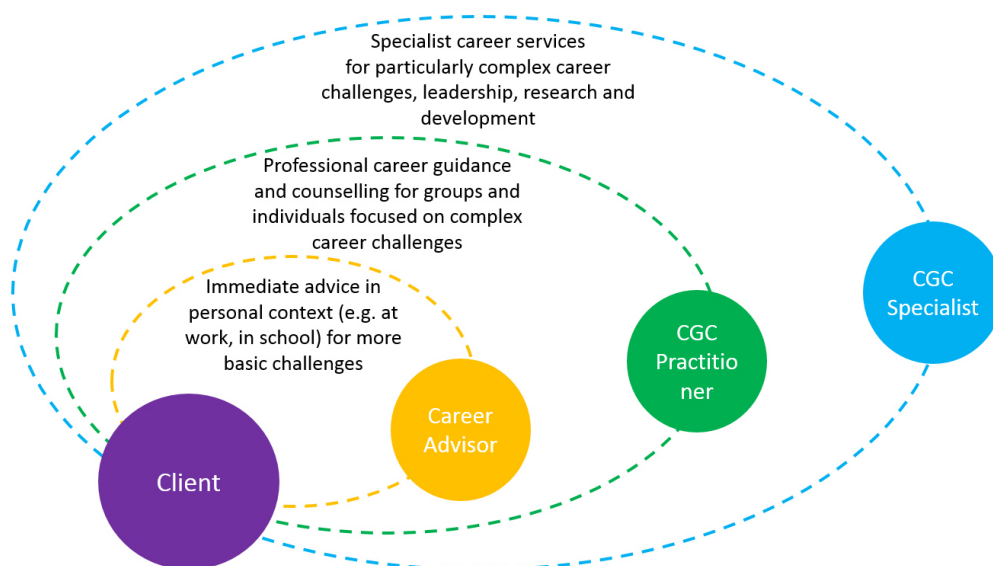 Specialist career services
for particularly complex career
challenges, leadership, research and
development
Professional career guidance
and counselling for groups and
individuals focused on complex
career challenges
Immediate advice in
personal context (e.g. at
work, in school) for more
basic challenges
CGC
Specialist
CGC
Practitio
ner
Career
Advisor
Client